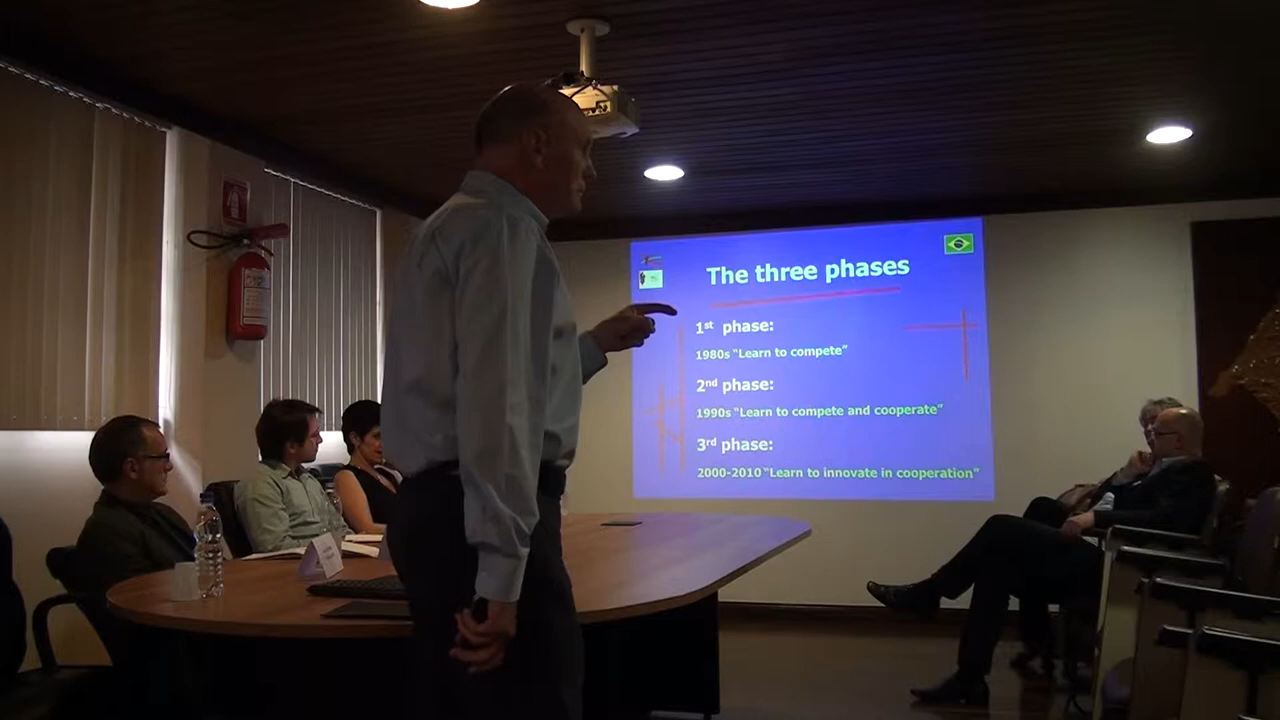 The three phases
1st phase:
1980s “Learn to compete”
2nd phase:
1990s “Learn to compete and cooperate”
3rd phase:
2000-2010 “Learn to innovate in cooperation”